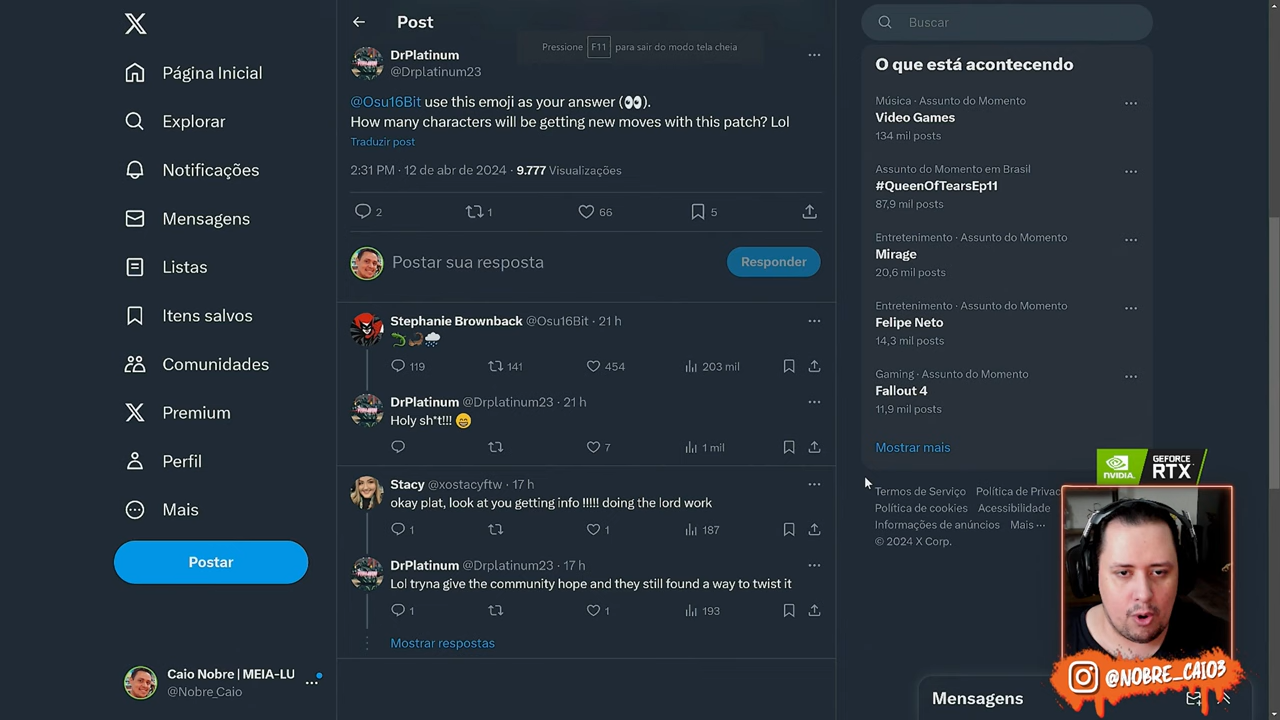 Post
Pressione F11 para sair do modo tela cheia
Buscar
Página Inicial
Explorar
Notificações
Mensagens
Listas
Itens salvos
Comunidades
Premium
Perfil
Mais
Postar
Caio Nobre | MEIA-LU
@Nobre_Caio
DrPlatinum
@Drplatinum23
@Osu16Bit use this emoji as your answer (👀).
How many characters will be getting new moves with this patch? Lol
Traduzir post
2:31 PM · 12 de abr de 2024 · 9.777 Visualizações
2 1 66 5
Postar sua resposta
Responder
Stephanie Brownback @Osu16Bit · 21 h
🦎🦂🌧️
119 141 454 203 mil
DrPlatinum @Drplatinum23 · 21 h
Holy sh*t!!! 😄
7 1 mil
Stacy @xostacyftw · 17 h
okay plat, look at you getting info !!!!! doing the lord work
1 1 187
DrPlatinum @Drplatinum23 · 17 h
Lol tryna give the community hope and they still found a way to twist it
1 1 193
Mostrar respostas
O que está acontecendo
Música · Assunto do Momento
Video Games
134 mil posts
Assunto do Momento em Brasil
#QueenOfTearsEp11
87,9 mil posts
Entretenimento · Assunto do Momento
Mirage
20,6 mil posts
Entretenimento · Assunto do Momento
Felipe Neto
14,3 mil posts
Gaming · Assunto do Momento
Fallout 4
11,9 mil posts
Mostrar mais
Termos de Serviço Política de Privac
Política de cookies Acessibilidade
Informações de anúncios Mais ···
© 2024 X Corp.
NVIDIA. GEFORCE RTX
@NOBRE_CAIO3
Mensagens